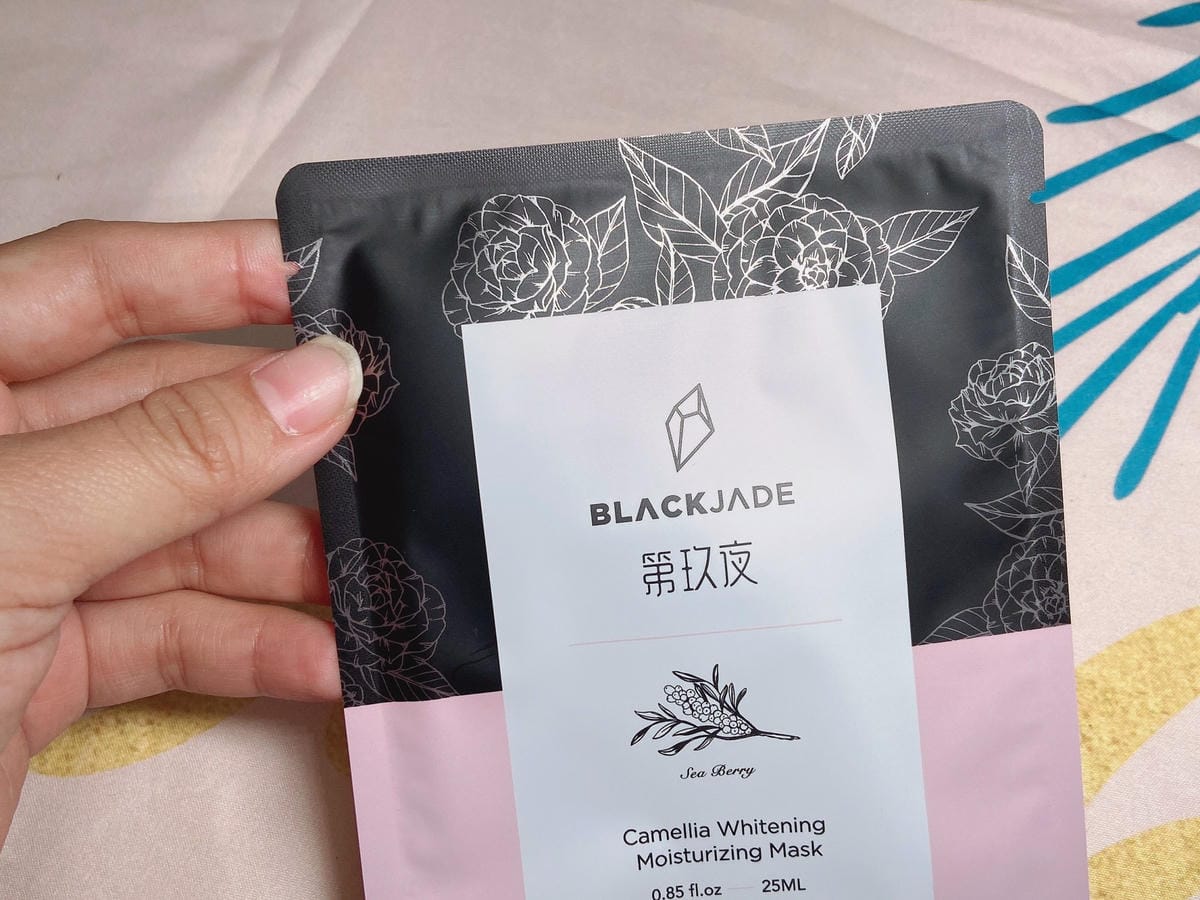 BLACKJADE
第玖夜
Sea Berry
Camellia Whitening
Moisturizing Mask
0.85 fl.oz — 25ML